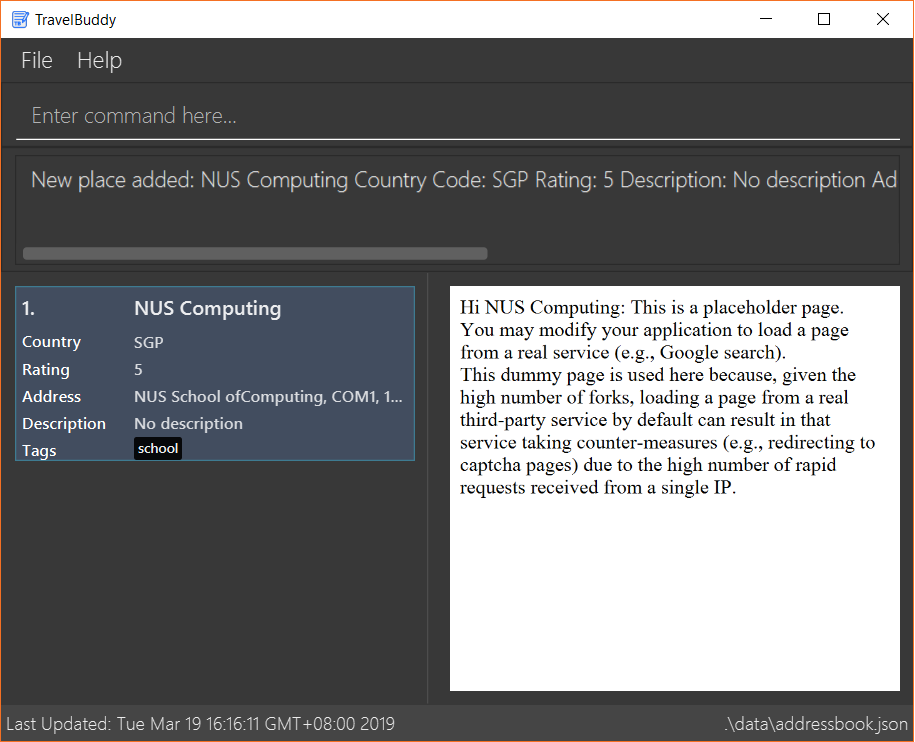 TravelBuddy
File Help
Enter command here...
New place added: NUS Computing Country Code: SGP Rating: 5 Description: No description Ad
1. NUS Computing
Country SGP
Rating 5
Address NUS School ofComputing, COM1, 1...
Description No description
Tags school
Hi NUS Computing: This is a placeholder page.
You may modify your application to load a page
from a real service (e.g., Google search).
This dummy page is used here because, given the
high number of forks, loading a page from a real
third-party service by default can result in that
service taking counter-measures (e.g., redirecting to
captcha pages) due to the high number of rapid
requests received from a single IP.
Last Updated: Tue Mar 19 16:16:11 GMT+08:00 2019
.\data\addressbook.json